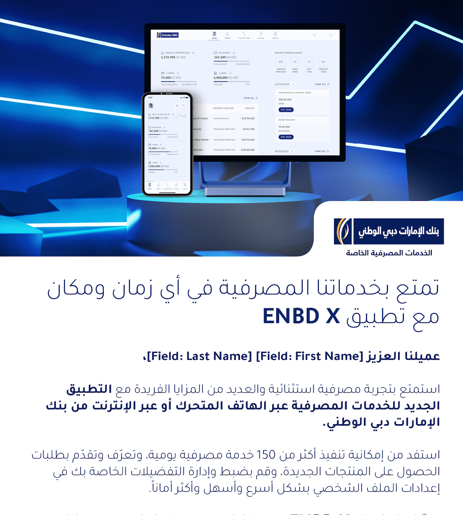 Emirates NBD
VIEW ALL
بنك الإمارات دبي الوطني
الخدمات المصرفية الخاصة
تمتع بخدماتنا المصرفية في أي زمان ومكان
مع تطبيق ENBD X
عميلنا العزيز [Field: First Name] [Field: Last Name]،
استمتع بتجربة مصرفية استثنائية والعديد من المزايا الفريدة مع التطبيق
الجديد للخدمات المصرفية عبر الهاتف المتحرك أو عبر الإنترنت من بنك
الإمارات دبي الوطني.
استفد من إمكانية تنفيذ أكثر من 150 خدمة مصرفية يومية، وتعرّف وتقدّم بطلبات
الحصول على المنتجات الجديدة، وقم بضبط وإدارة التفضيلات الخاصة بك في
إعدادات الملف الشخصي بشكل أسرع وأسهل وأكثر أماناً.